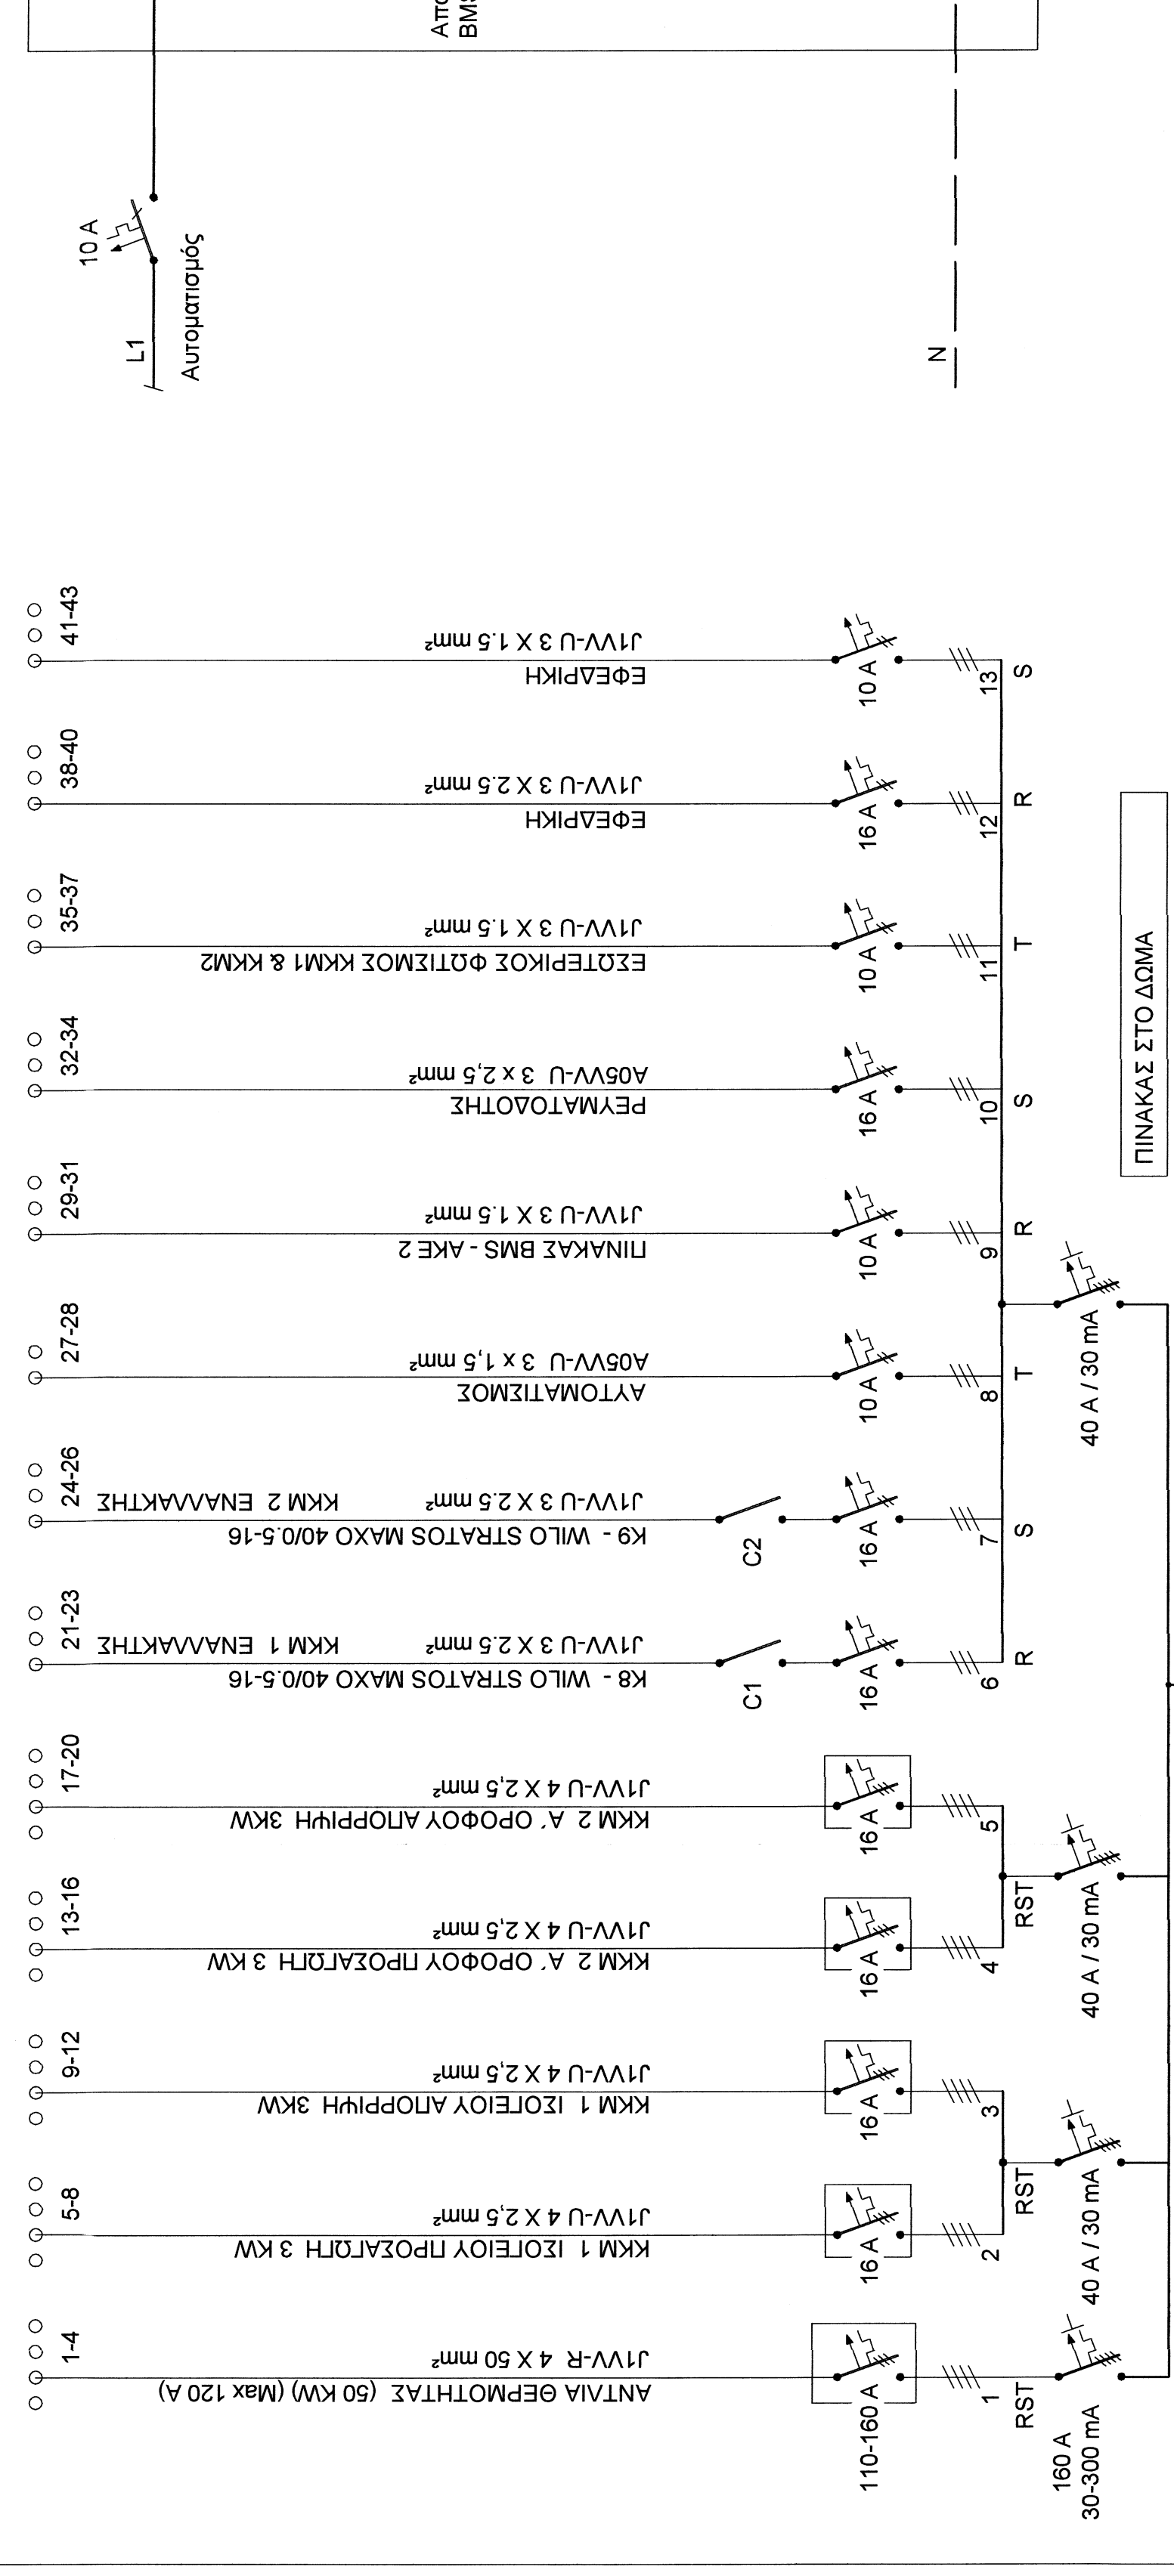 1-4
ΑΝΤΛΙΑ ΘΕΡΜΟΤΗΤΑΣ (50 KW) (Max 120 A)
J1VV-R 4 X 50 mm²
110-160 A
1
RST
160 A
30-300 mA
5-8
ΚΚΜ 1 ΙΣΟΓΕΙΟΥ ΠΡΟΣΑΓΩΓΗ 3 KW
J1VV-U 4 X 2,5 mm²
16 A
2
9-12
ΚΚΜ 1 ΙΣΟΓΕΙΟΥ ΑΠΟΡΡΙΨΗ 3KW
J1VV-U 4 X 2,5 mm²
16 A
3
RST
40 A / 30 mA
13-16
ΚΚΜ 2 Α΄ ΟΡΟΦΟΥ ΠΡΟΣΑΓΩΓΗ 3 KW
J1VV-U 4 X 2,5 mm²
16 A
4
17-20
ΚΚΜ 2 Α΄ ΟΡΟΦΟΥ ΑΠΟΡΡΙΨΗ 3KW
J1VV-U 4 X 2,5 mm²
16 A
5
RST
40 A / 30 mA
21-23
K8 - WILO STRATOS MAXO 40/0.5-16
J1VV-U 3 X 2.5 mm² ΚΚΜ 1 ΕΝΑΛΛΑΚΤΗΣ
C1
16 A
6
R
24-26
K9 - WILO STRATOS MAXO 40/0.5-16
J1VV-U 3 X 2.5 mm² ΚΚΜ 2 ΕΝΑΛΛΑΚΤΗΣ
C2
16 A
7
S
27-28
ΑΥΤΟΜΑΤΙΣΜΟΣ
A05VV-U 3 x 1,5 mm²
10 A
8
T
40 A / 30 mA
29-31
ΠΙΝΑΚΑΣ BMS - ΑΚΕ 2
J1VV-U 3 X 1.5 mm²
10 A
9
R
32-34
ΡΕΥΜΑΤΟΔΟΤΗΣ
A05VV-U 3 x 2,5 mm²
16 A
10
S
35-37
ΕΣΩΤΕΡΙΚΟΣ ΦΩΤΙΣΜΟΣ ΚΚΜ1 & ΚΚΜ2
J1VV-U 3 X 1.5 mm²
10 A
11
T
38-40
ΕΦΕΔΡΙΚΗ
J1VV-U 3 X 2.5 mm²
16 A
12
R
41-43
ΕΦΕΔΡΙΚΗ
J1VV-U 3 X 1.5 mm²
10 A
13
S
ΠΙΝΑΚΑΣ ΣΤΟ ΔΩΜΑ
10 A
L1
Αυτοματισμός
N
Απο
BMS